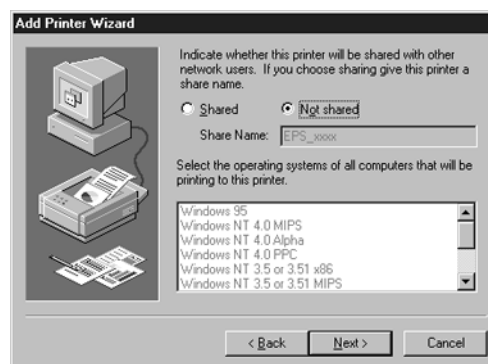 Add Printer Wizard
Indicate whether this printer will be shared with other
network users. If you choose sharing give this printer a
share name.
Shared Not shared
Share Name: EPS_xxxx
Select the operating systems of all computers that will be
printing to this printer.
Windows 95
Windows NT 4.0 MIPS
Windows NT 4.0 Alpha
Windows NT 4.0 PPC
Windows NT 3.5 or 3.51 x86
Windows NT 3.5 or 3.51 MIPS
< Back Next > Cancel